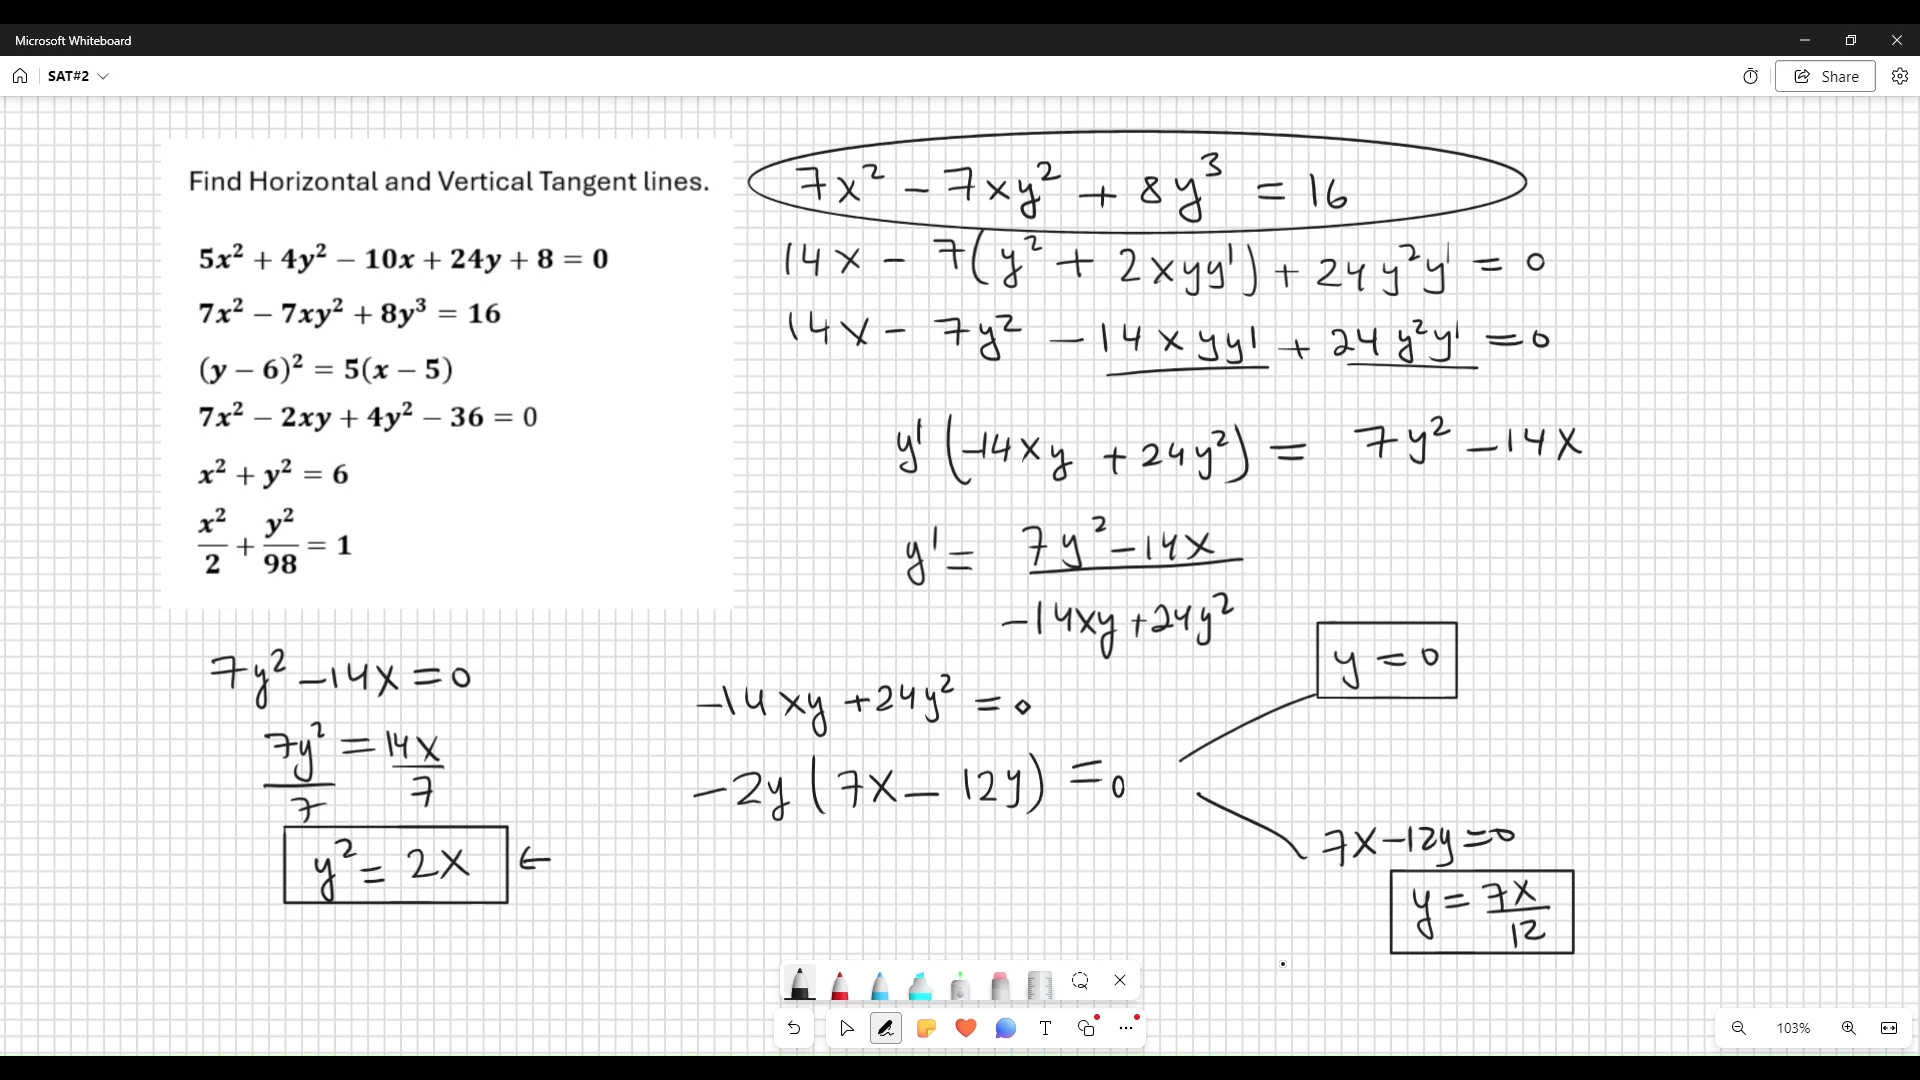 Microsoft Whiteboard
SAT#2
Share
Find Horizontal and Vertical Tangent lines.
5x² + 4y² − 10x + 24y + 8 = 0
7x² − 7xy² + 8y³ = 16
(y − 6)² = 5(x − 5)
7x² − 2xy + 4y² − 36 = 0
x² + y² = 6
x²/2 + y²/98 = 1
7x² − 7xy² + 8y³ = 16
14x − 7(y² + 2xyy') + 24y²y' = 0
14x − 7y² − 14xyy' + 24y²y' = 0
y'(−14xy + 24y²) = 7y² − 14x
y' = (7y² − 14x)/(−14xy + 24y²)
7y² − 14x = 0
7y²/7 = 14x/7
y² = 2x ←
−14xy + 24y² = 0
−2y(7x − 12y) = 0
y = 0
7x − 12y = 0
y = 7x/12
T
103%